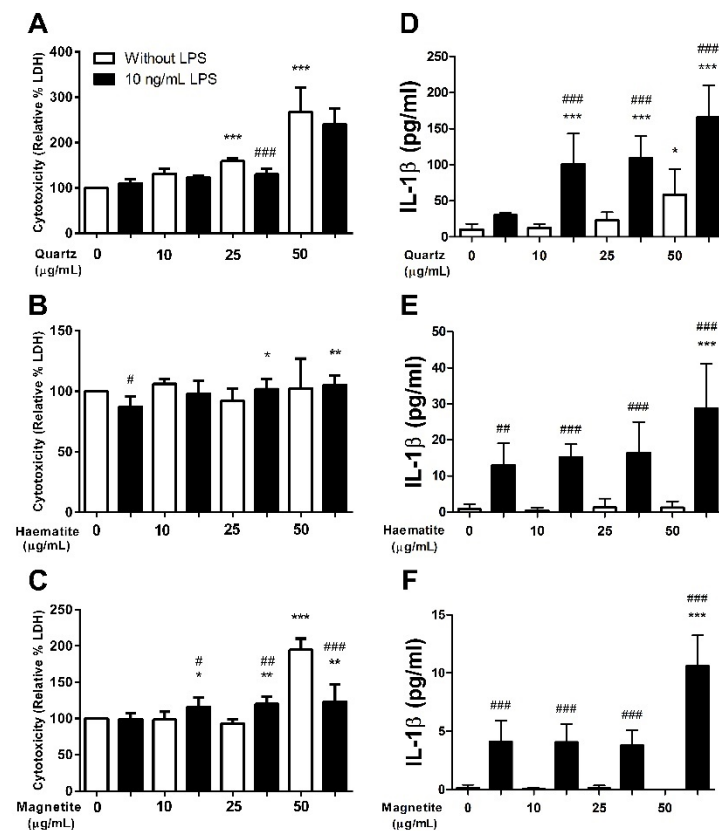 A
Cytotoxicity (Relative % LDH)
400
300
200
100
0
Without LPS
10 ng/mL LPS
***
###
***
Quartz
(µg/mL)
0 10 25 50
D
IL-1β (pg/ml)
250
200
150
100
50
0
###
***
###
***
*
###
***
Quartz
(µg/mL)
0 10 25 50
B
Cytotoxicity (Relative % LDH)
150
100
50
0
#
*
**
Haematite
(µg/mL)
0 10 25 50
E
IL-1β (pg/ml)
50
40
30
20
10
0
##
###
###
###
***
Haematite
(µg/mL)
0 10 25 50
C
Cytotoxicity (Relative % LDH)
250
200
150
100
50
0
#
*
##
**
***
###
**
Magnetite
(µg/mL)
0 10 25 50
F
IL-1β (pg/ml)
15
10
5
0
###
###
###
###
***
Magnetite
(µg/mL)
0 10 25 50